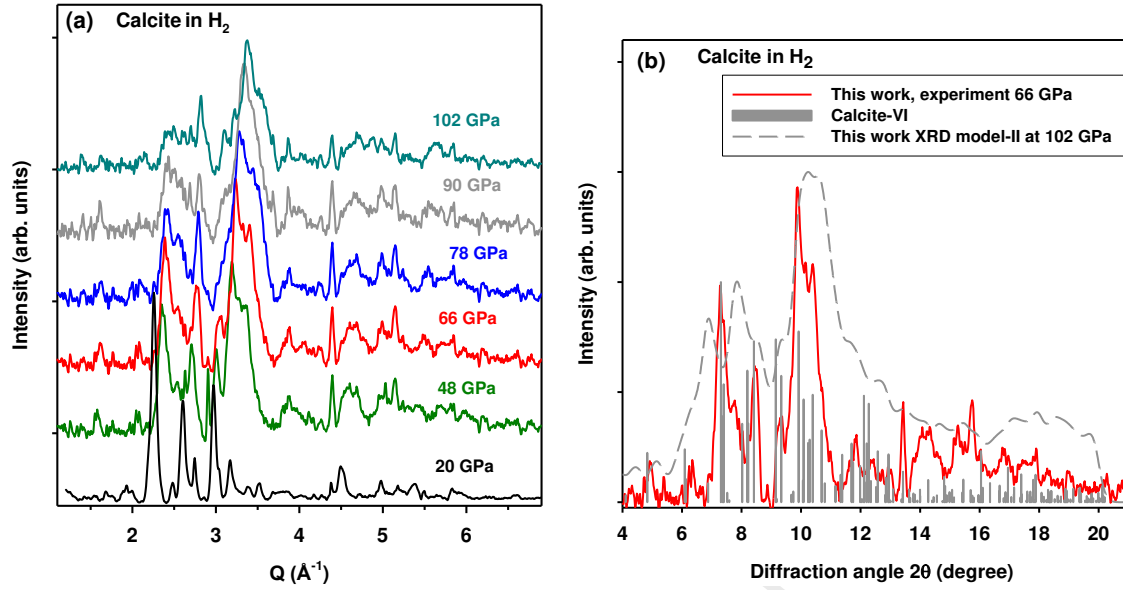 (a) Calcite in H2
102 GPa
90 GPa
78 GPa
66 GPa
48 GPa
20 GPa
Intensity (arb. units)
2 3 4 5 6
Q (Å-1)
(b) Calcite in H2
This work, experiment 66 GPa
Calcite-VI
This work XRD model-II at 102 GPa
Intensity (arb. units)
4 6 8 10 12 14 16 18 20
Diffraction angle 2θ (degree)